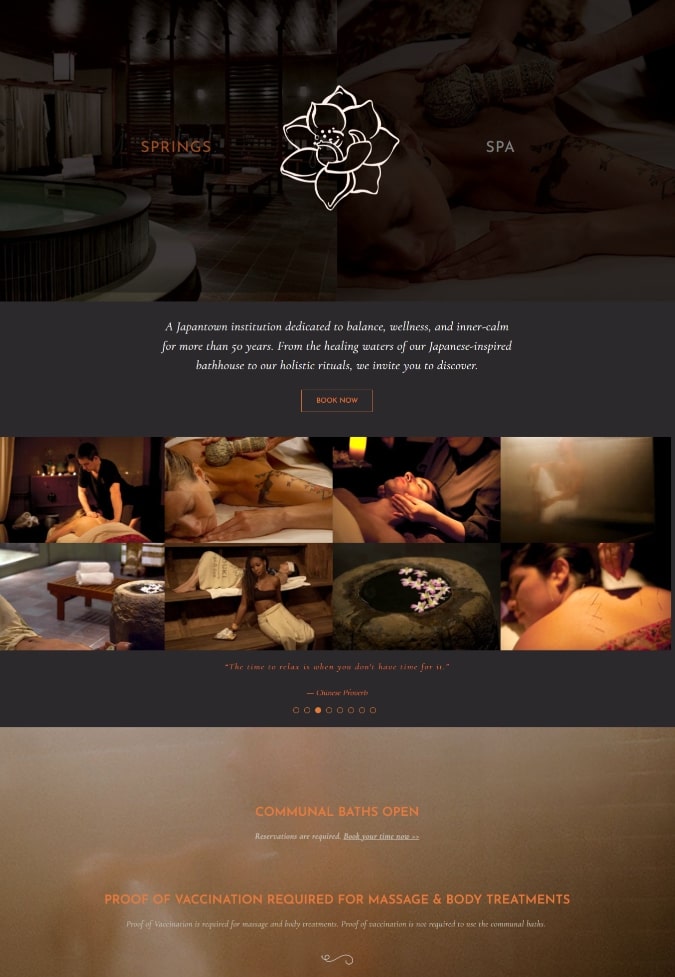 SPRINGS
SPA
A Japantown institution dedicated to balance, wellness, and inner-calm
for more than 50 years. From the healing waters of our Japanese-inspired
bathhouse to our holistic rituals, we invite you to discover.
BOOK NOW
“The time to relax is when you don't have time for it.”
— Chinese Proverb
COMMUNAL BATHS OPEN
Reservations are required. Book your time now >>
PROOF OF VACCINATION REQUIRED FOR MASSAGE & BODY TREATMENTS
Proof of Vaccination is required for massage and body treatments. Proof of vaccination is not required to use the communal baths.